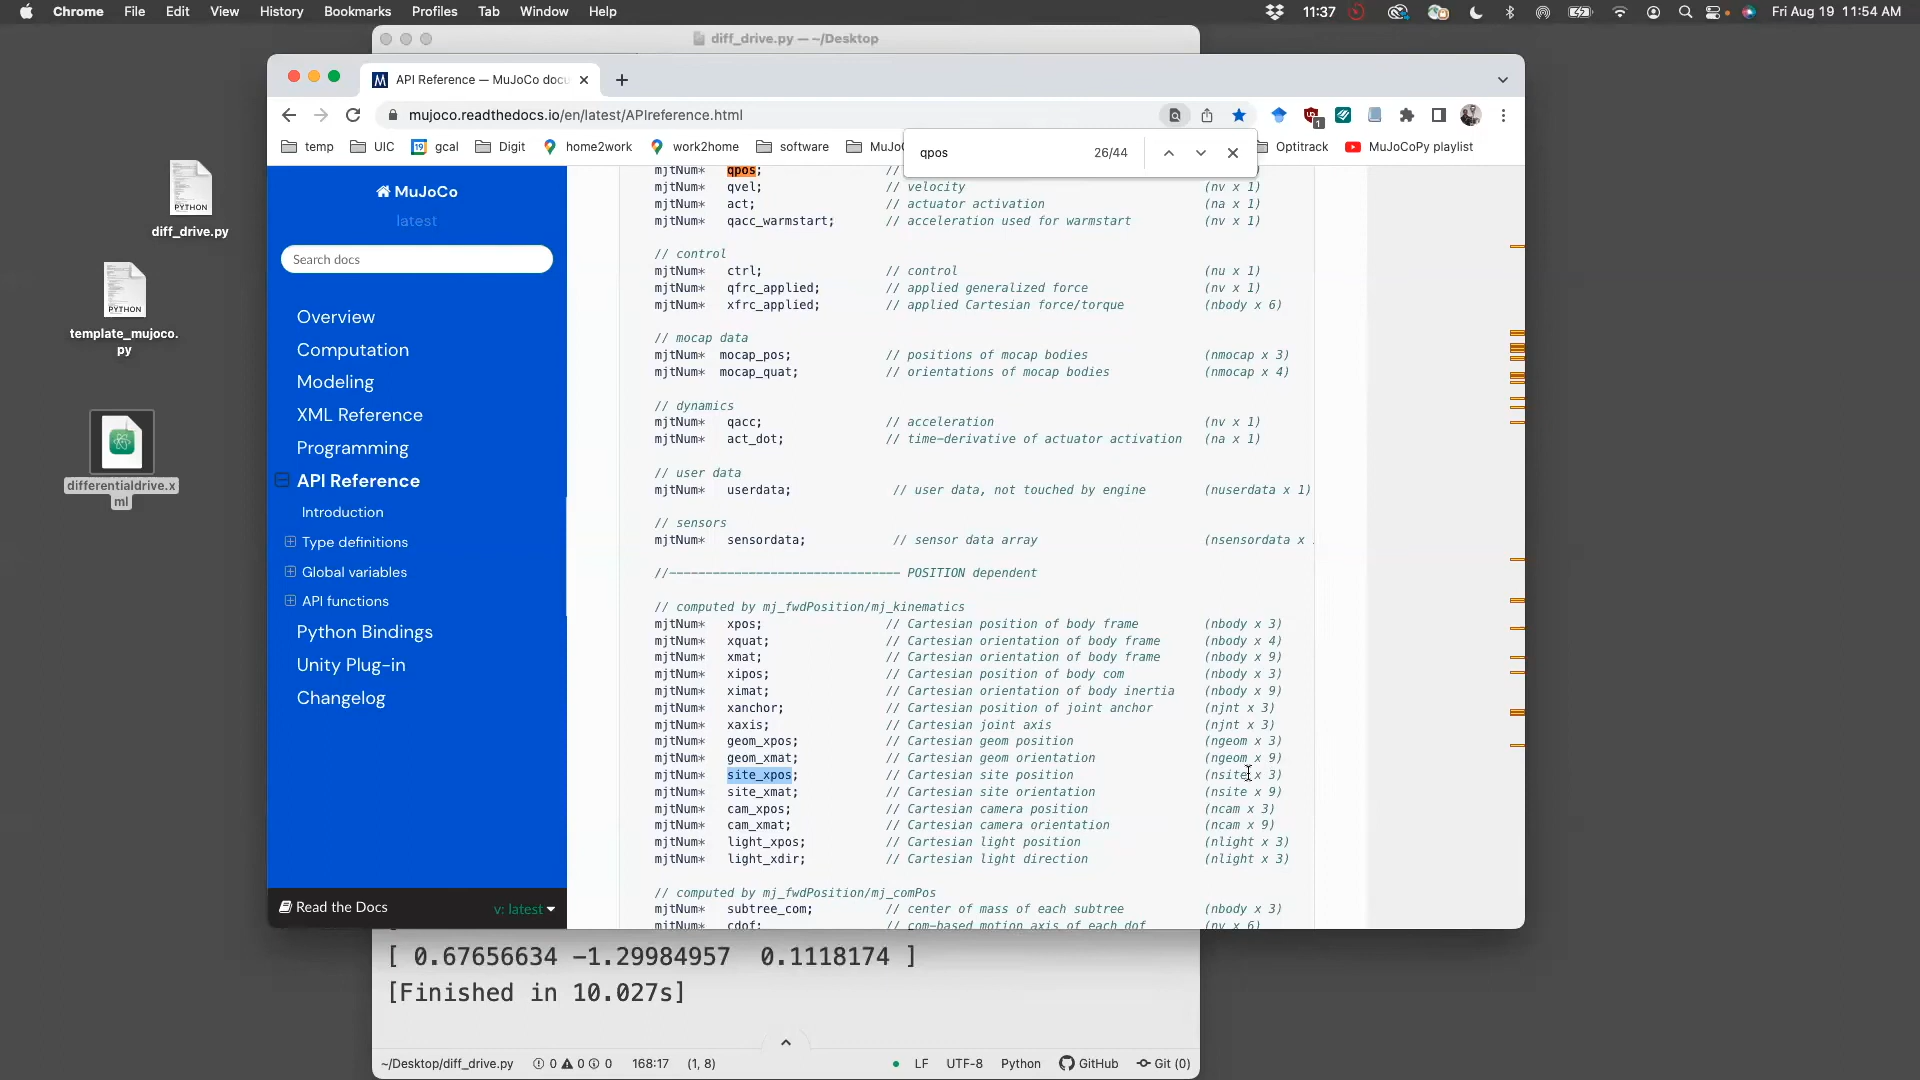 Chrome File Edit View History Bookmarks Profiles Tab Window Help 11:37 Fri Aug 19 11:54 AM
diff_drive.py — ~/Desktop
API Reference — MuJoCo docu
mujoco.readthedocs.io/en/latest/APIreference.html
temp UIC gcal Digit home2work work2home software MuJo Optitrack MuJoCoPy playlist
qpos 26/44
PYTHON
diff_drive.py
PYTHON
template_mujoco.
py
differentialdrive.x
ml
MuJoCo
latest
Search docs
Overview
Computation
Modeling
XML Reference
Programming
API Reference
Introduction
Type definitions
Global variables
API functions
Python Bindings
Unity Plug-in
Changelog
Read the Docs v: latest
mjtNum* qpos; //
mjtNum* qvel; // velocity (nv x 1)
mjtNum* act; // actuator activation (na x 1)
mjtNum* qacc_warmstart; // acceleration used for warmstart (nv x 1)
// control
mjtNum* ctrl; // control (nu x 1)
mjtNum* qfrc_applied; // applied generalized force (nv x 1)
mjtNum* xfrc_applied; // applied Cartesian force/torque (nbody x 6)
// mocap data
mjtNum* mocap_pos; // positions of mocap bodies (nmocap x 3)
mjtNum* mocap_quat; // orientations of mocap bodies (nmocap x 4)
// dynamics
mjtNum* qacc; // acceleration (nv x 1)
mjtNum* act_dot; // time-derivative of actuator activation (na x 1)
// user data
mjtNum* userdata; // user data, not touched by engine (nuserdata x 1)
// sensors
mjtNum* sensordata; // sensor data array (nsensordata x
//-------------------------------- POSITION dependent
// computed by mj_fwdPosition/mj_kinematics
mjtNum* xpos; // Cartesian position of body frame (nbody x 3)
mjtNum* xquat; // Cartesian orientation of body frame (nbody x 4)
mjtNum* xmat; // Cartesian orientation of body frame (nbody x 9)
mjtNum* xipos; // Cartesian position of body com (nbody x 3)
mjtNum* ximat; // Cartesian orientation of body inertia (nbody x 9)
mjtNum* xanchor; // Cartesian position of joint anchor (njnt x 3)
mjtNum* xaxis; // Cartesian joint axis (njnt x 3)
mjtNum* geom_xpos; // Cartesian geom position (ngeom x 3)
mjtNum* geom_xmat; // Cartesian geom orientation (ngeom x 9)
mjtNum* site_xpos; // Cartesian site position (nsite x 3)
mjtNum* site_xmat; // Cartesian site orientation (nsite x 9)
mjtNum* cam_xpos; // Cartesian camera position (ncam x 3)
mjtNum* cam_xmat; // Cartesian camera orientation (ncam x 9)
mjtNum* light_xpos; // Cartesian light position (nlight x 3)
mjtNum* light_xdir; // Cartesian light direction (nlight x 3)
// computed by mj_fwdPosition/mj_comPos
mjtNum* subtree_com; // center of mass of each subtree (nbody x 3)
mjtNum* cdof; // com-based motion axis of each dof (nv x 6)
[ 0.67656634 -1.29984957 0.1118174 ]
[Finished in 10.027s]
~/Desktop/diff_drive.py 0 0 0 168:17 (1, 8) LF UTF-8 Python GitHub Git (0)